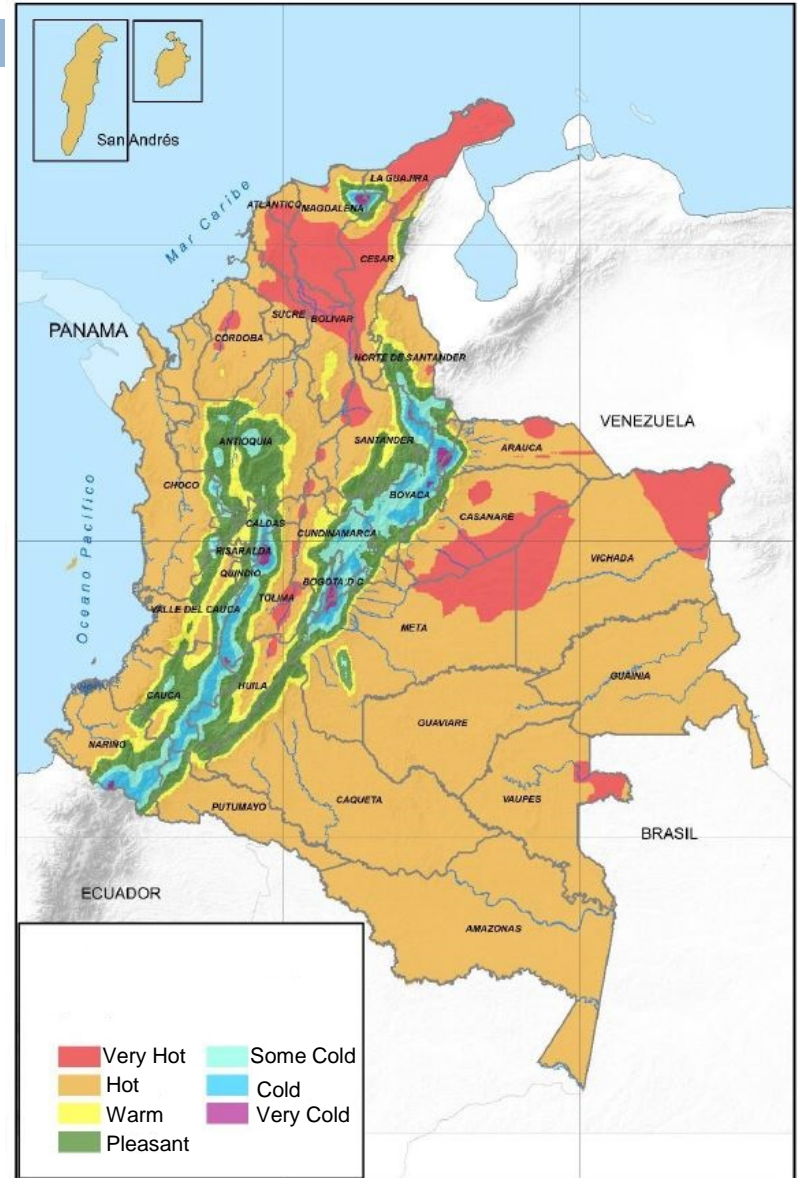 San Andrés
Mar Caribe
LA GUAJIRA
ATLANTICO
MAGDALENA
CESAR
SUCRE
BOLIVAR
CORDOBA
PANAMA
NORTE DE SANTANDER
VENEZUELA
ANTIOQUIA
SANTANDER
ARAUCA
CHOCO
BOYACA
CASANARE
CALDAS
CUNDINAMARCA
Oceano Pacífico
RISARALDA
VICHADA
QUINDIO
BOGOTA D.C
TOLIMA
VALLE DEL CAUCA
META
GUAINIA
CAUCA
HUILA
GUAVIARE
NARIÑO
CAQUETA
VAUPES
PUTUMAYO
BRASIL
ECUADOR
AMAZONAS
Very Hot
Some Cold
Hot
Cold
Warm
Very Cold
Pleasant